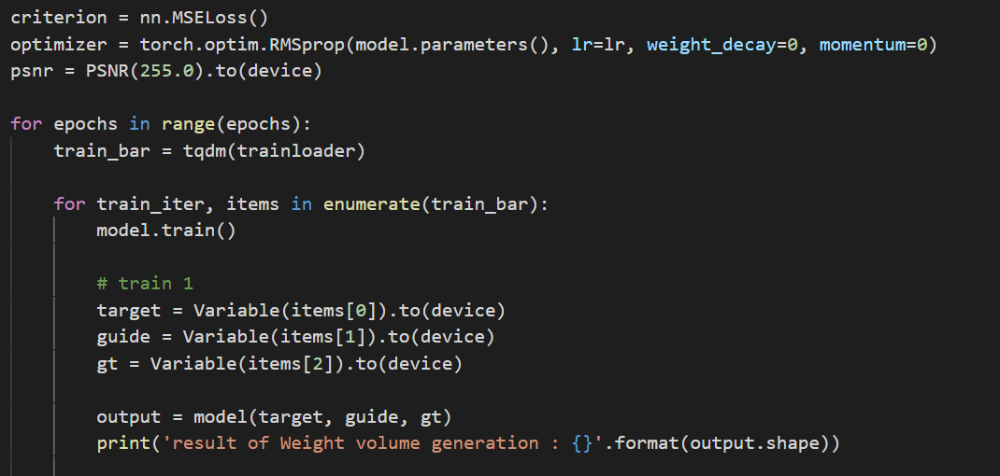 criterion = nn.MSELoss()
optimizer = torch.optim.RMSprop(model.parameters(), lr=lr, weight_decay=0, momentum=0)
psnr = PSNR(255.0).to(device)
for epochs in range(epochs):
    train_bar = tqdm(trainloader)
    for train_iter, items in enumerate(train_bar):
        model.train()
        # train 1
        target = Variable(items[0]).to(device)
        guide = Variable(items[1]).to(device)
        gt = Variable(items[2]).to(device)
        output = model(target, guide, gt)
        print('result of Weight volume generation : {}'.format(output.shape))